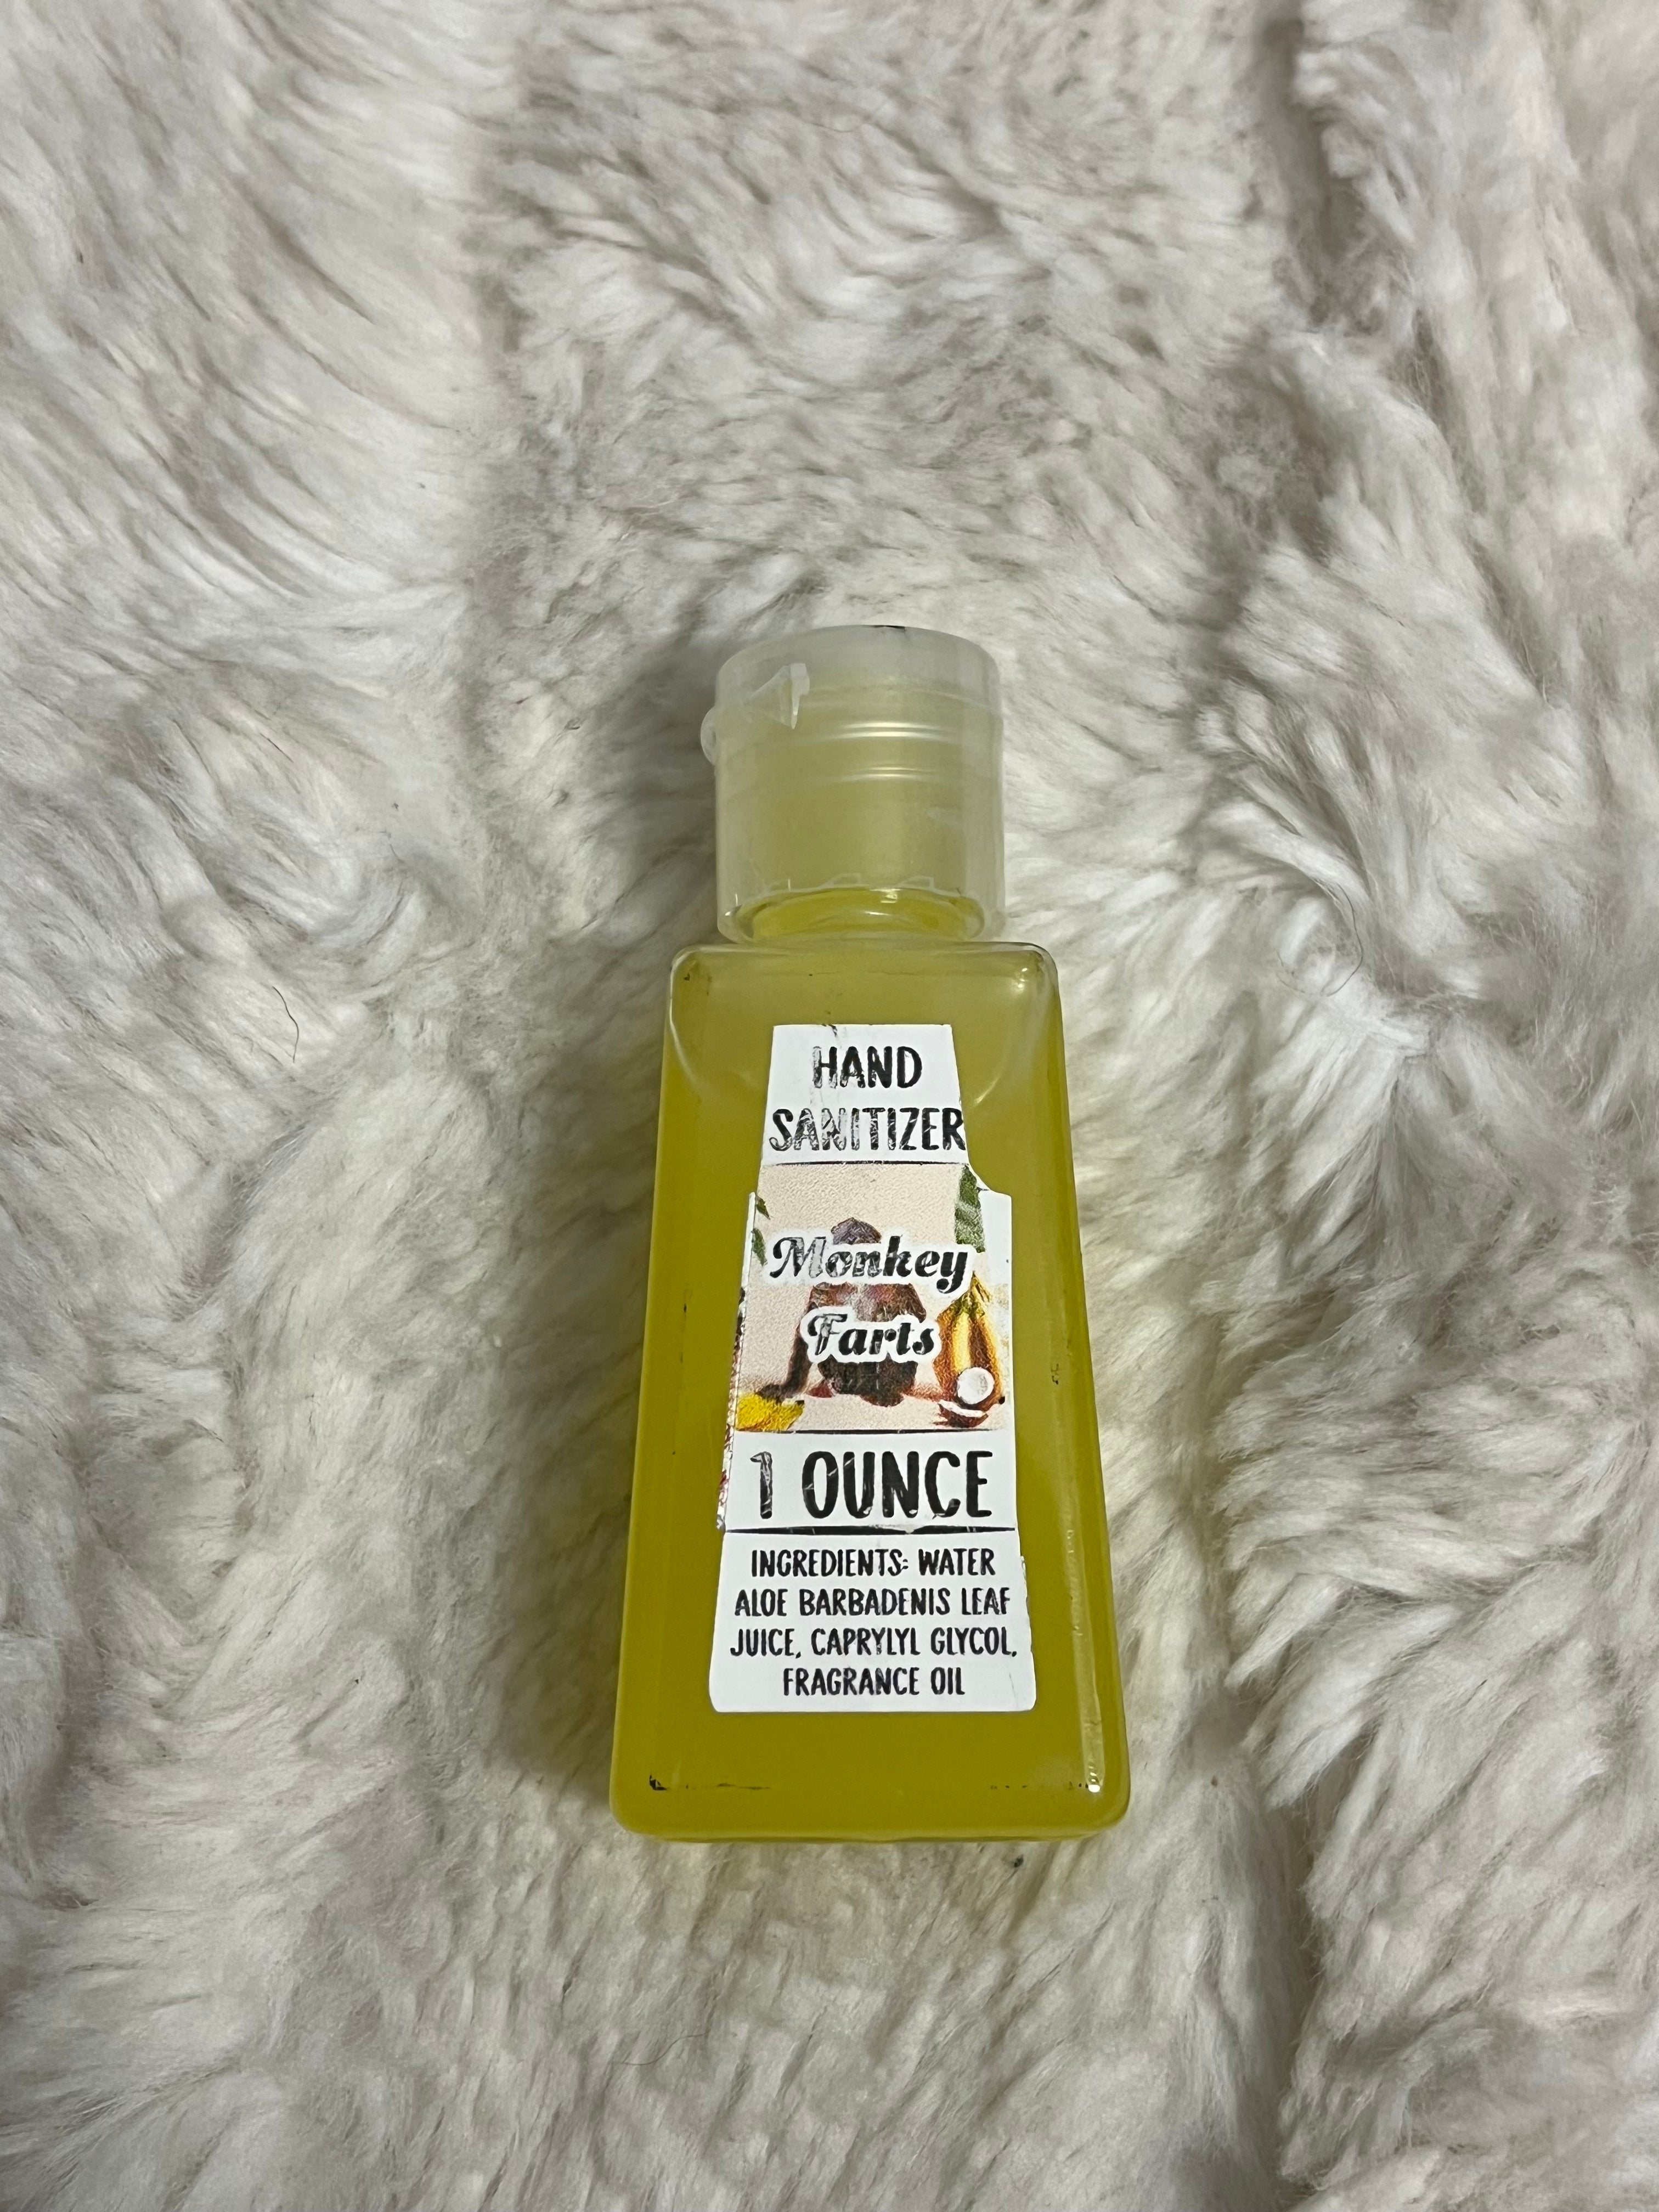 HAND
SANITIZER
Monkey
Farts
1 OUNCE
INGREDIENTS: WATER
ALOE BARBADENIS LEAF
JUICE, CAPRYLYL GLYCOL,
FRAGRANCE OIL